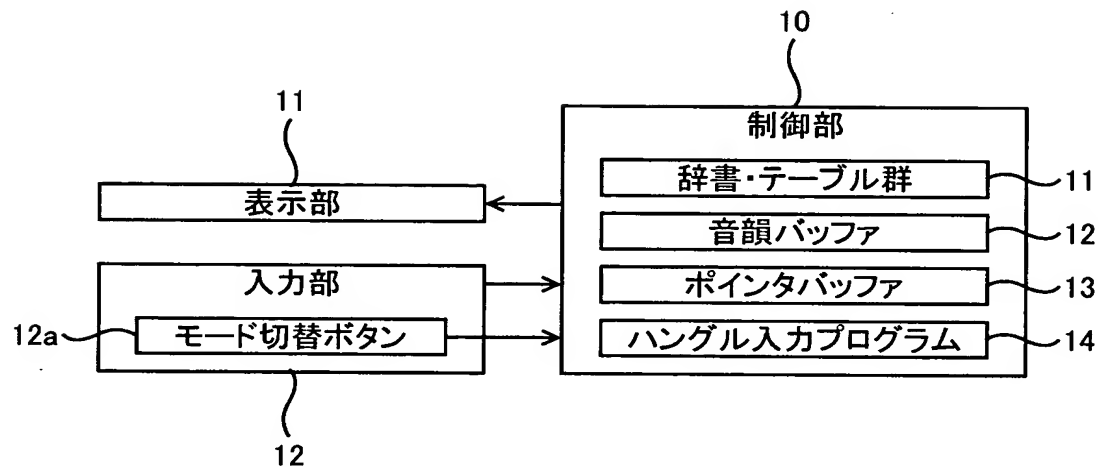 10
11
制御部
表示部
辞書・テーブル群
11
音韻バッファ
12
入力部
ポインタバッファ
13
12a
モード切替ボタン
ハングル入力プログラム
14
12